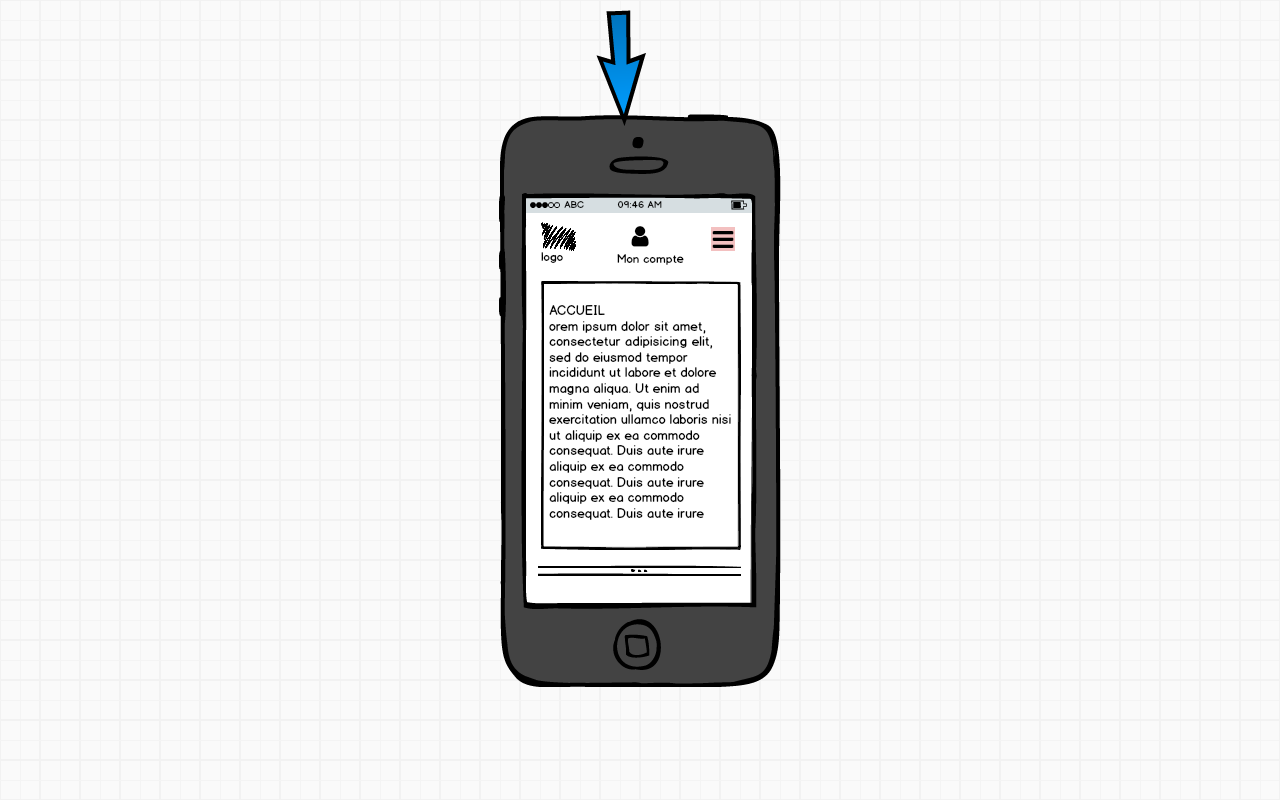 ABC 09:46 AM
logo
Mon compte
ACCUEIL
orem ipsum dolor sit amet,
consectetur adipisicing elit,
sed do eiusmod tempor
incididunt ut labore et dolore
magna aliqua. Ut enim ad
minim veniam, quis nostrud
exercitation ullamco laboris nisi
ut aliquip ex ea commodo
consequat. Duis aute irure
aliquip ex ea commodo
consequat. Duis aute irure
aliquip ex ea commodo
consequat. Duis aute irure